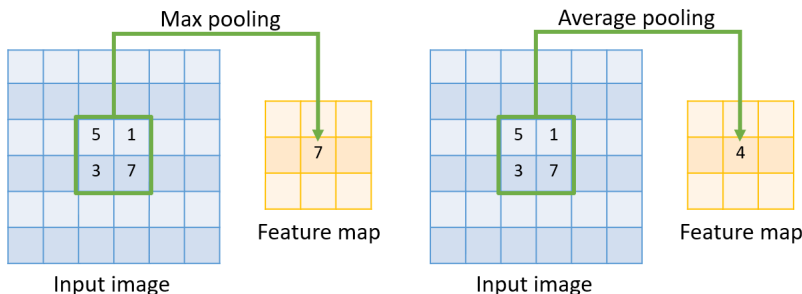 Max pooling
5 1
3 7
7
Feature map
Input image
Average pooling
5 1
3 7
4
Feature map
Input image